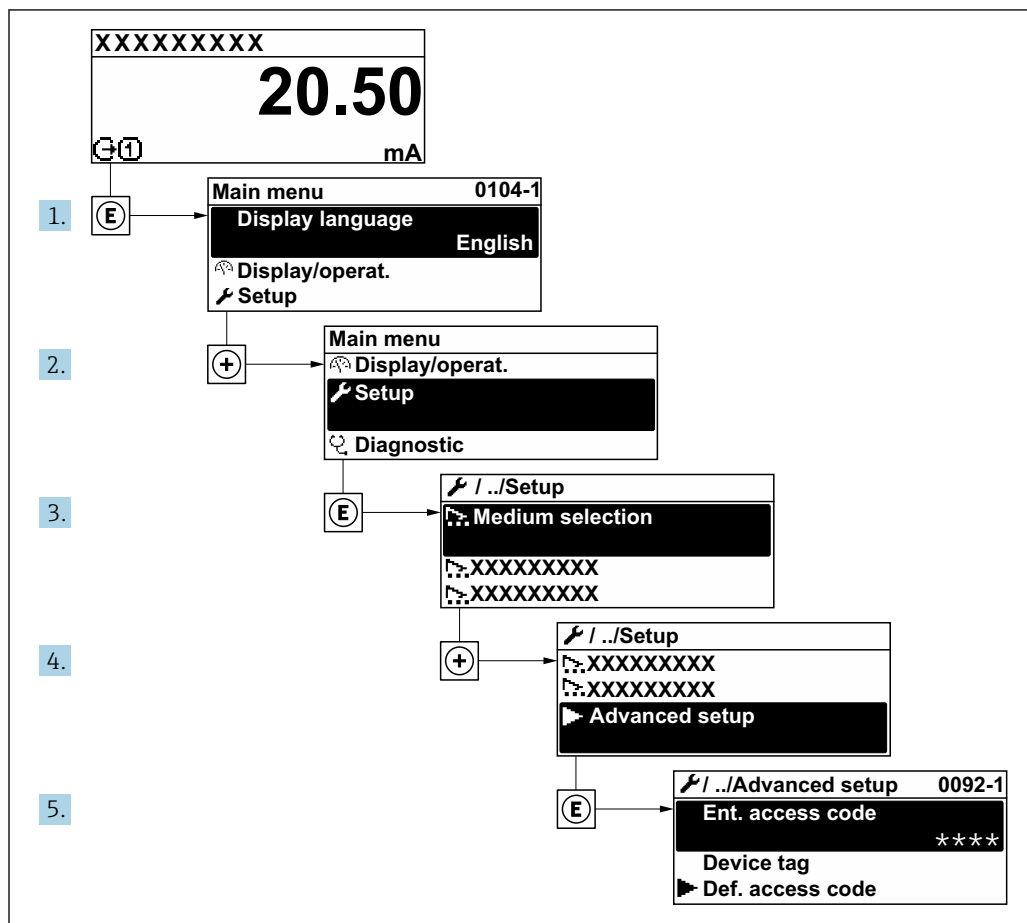 XXXXXXXXX
20.50
1 mA
1. E
Main menu 0104-1
Display language
English
Display/operat.
Setup
2. +
Main menu
Display/operat.
Setup
Diagnostic
3. E
/ ../Setup
Medium selection
XXXXXXXXX
XXXXXXXXX
4. +
/ ../Setup
XXXXXXXXX
XXXXXXXXX
Advanced setup
5. E
/ ../Advanced setup 0092-1
Ent. access code
****
Device tag
Def. access code